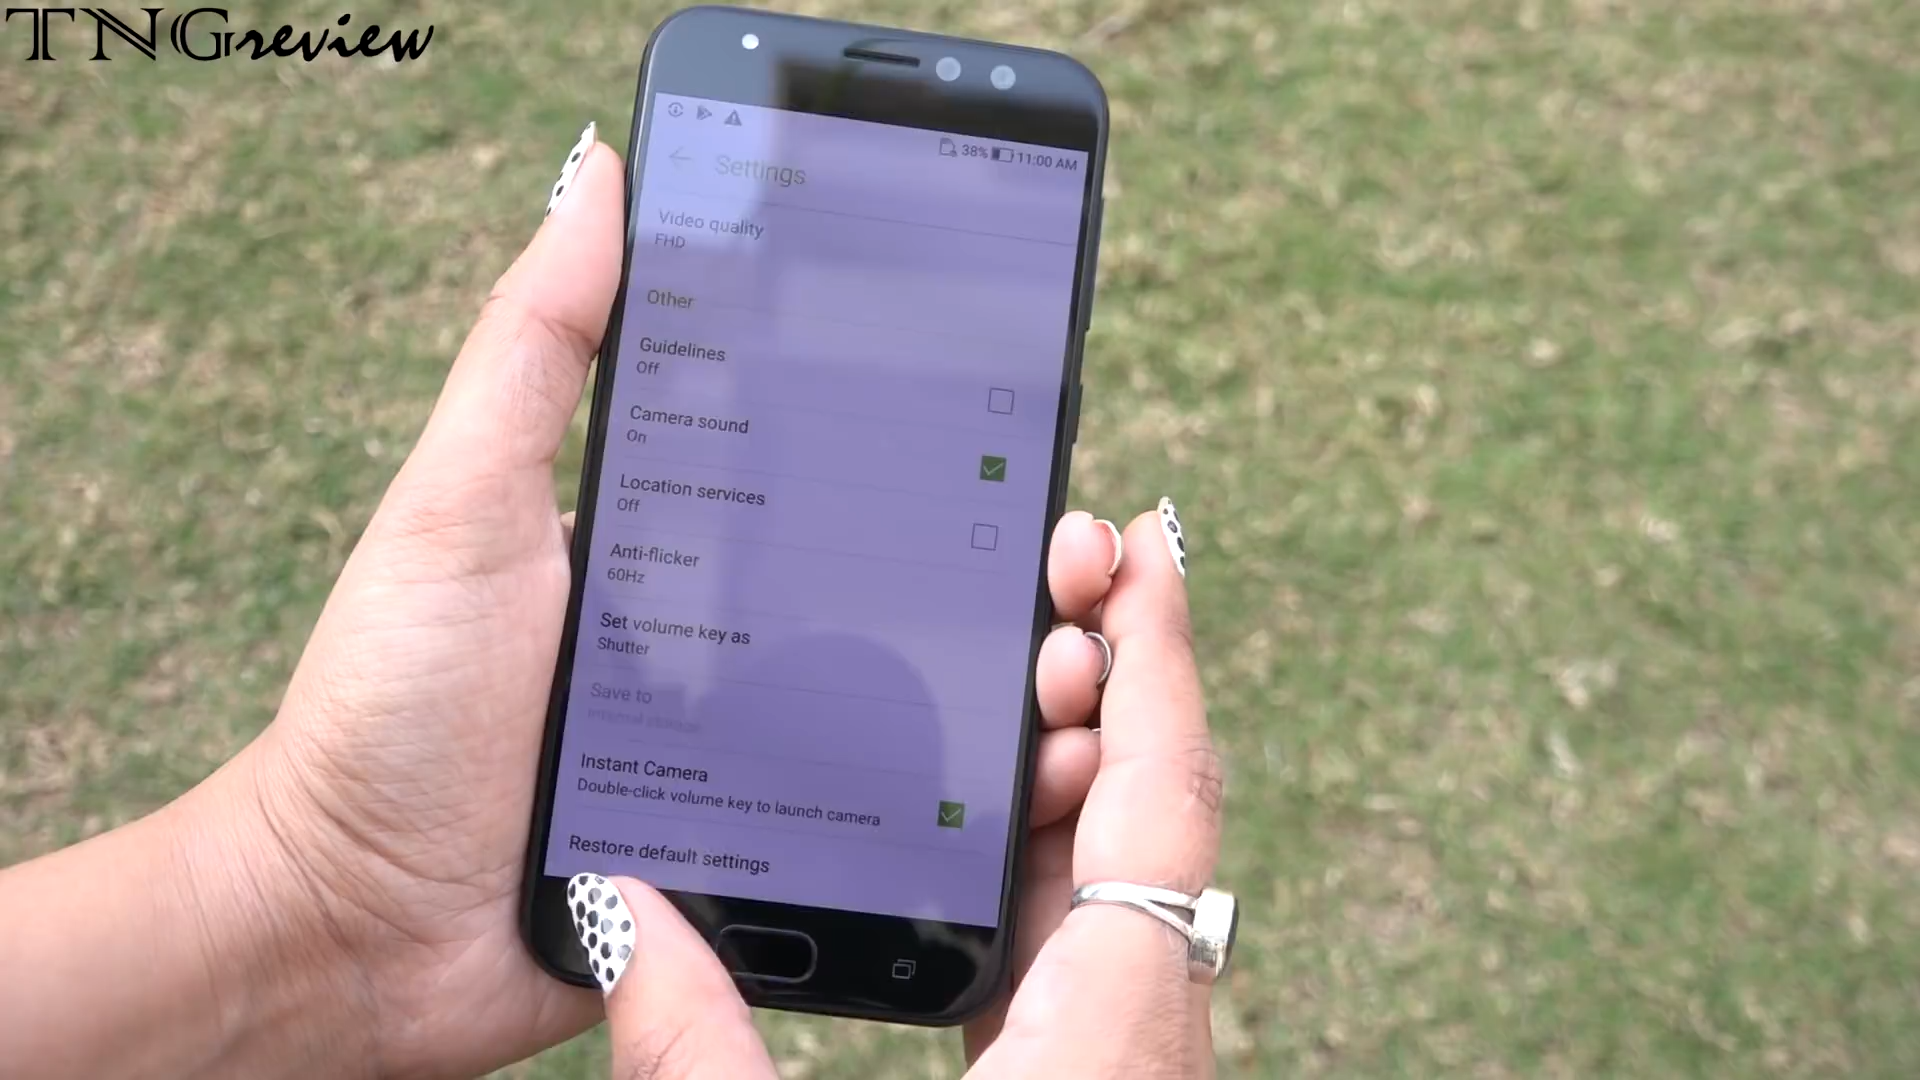 TNGreview
38% 11:00 AM
Settings
Video quality
FHD
Other
Guidelines
Off
Camera sound
On
Location services
Off
Anti-flicker
60Hz
Set volume key as
Shutter
Save to
Internal storage
Instant Camera
Double-click volume key to launch camera
Restore default settings